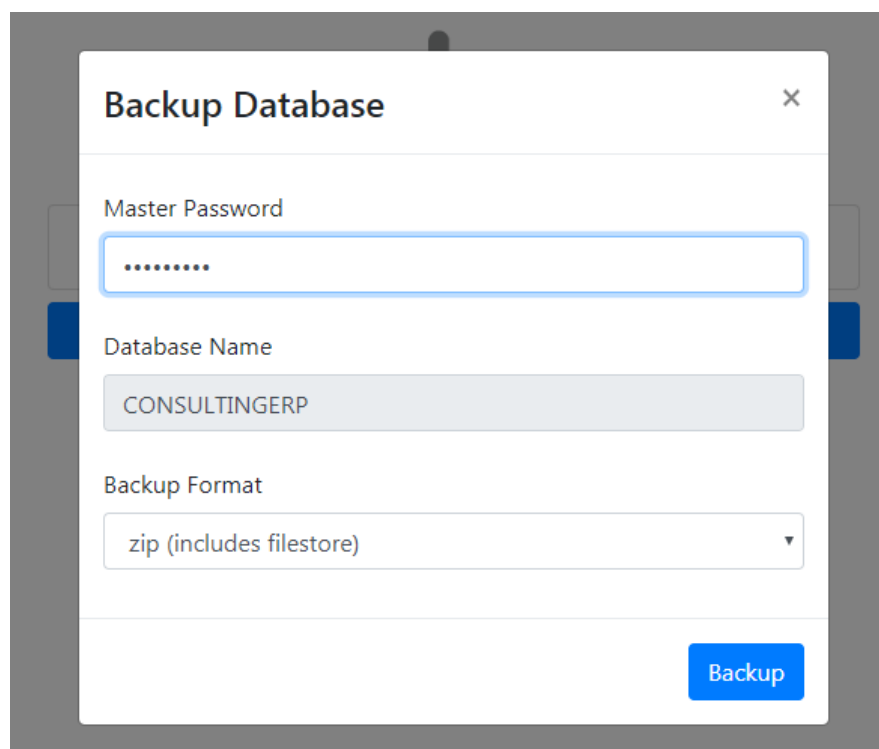 Backup Database
×
Master Password
•••••••••
Database Name
CONSULTINGERP
Backup Format
zip (includes filestore)
Backup